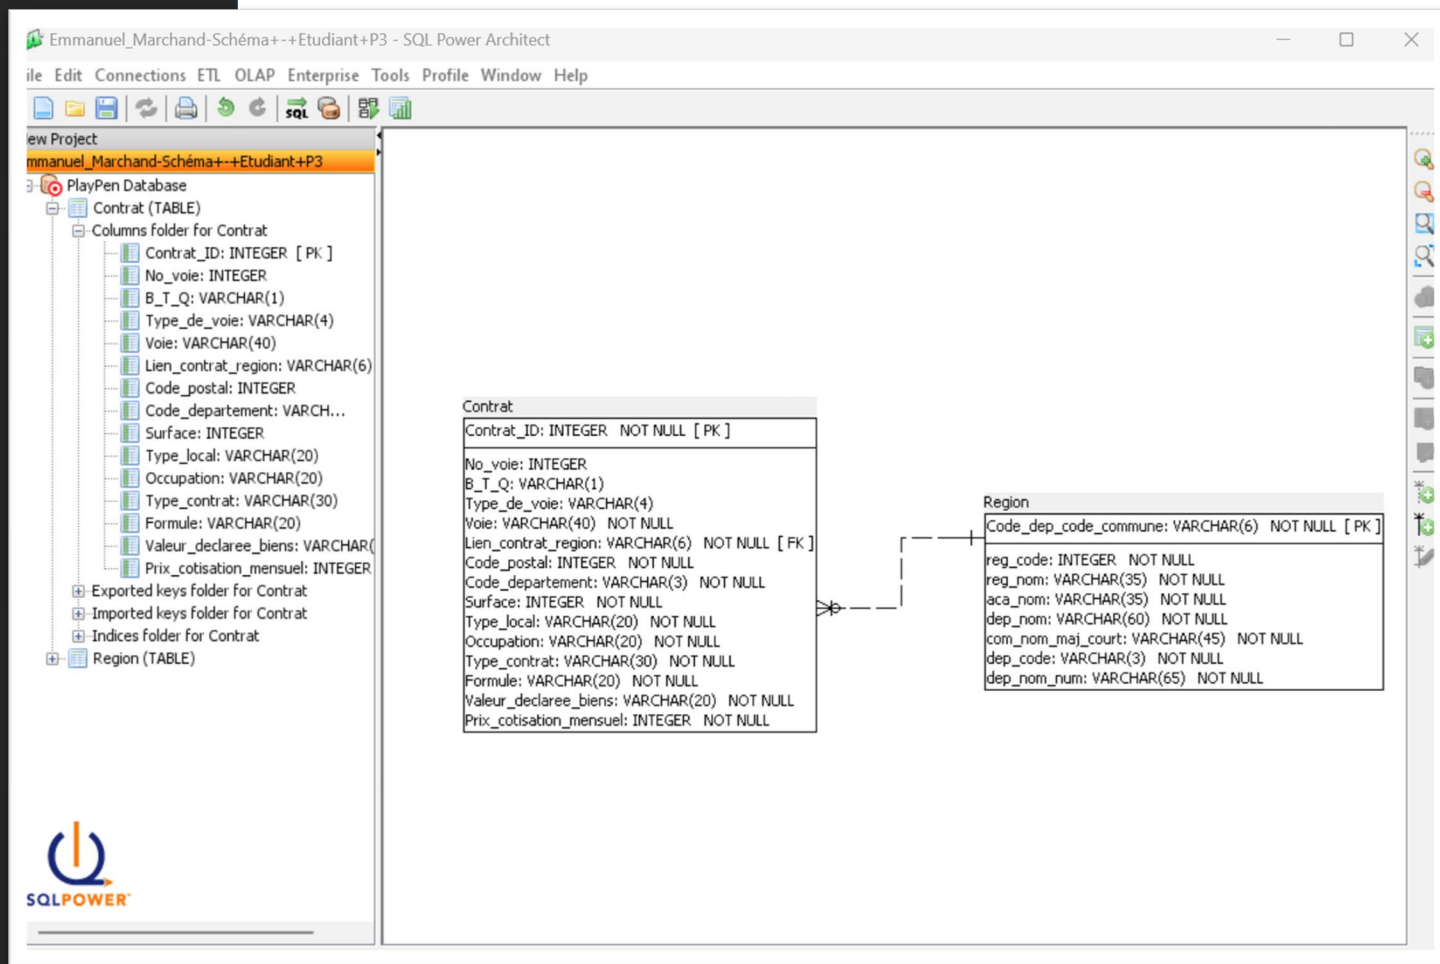 Emmanuel_Marchand-Schéma+-+Etudiant+P3 - SQL Power Architect
ile Edit Connections ETL OLAP Enterprise Tools Profile Window Help
SQL
ew Project
mmanuel_Marchand-Schéma+-+Etudiant+P3
PlayPen Database
Contrat (TABLE)
Columns folder for Contrat
Contrat_ID: INTEGER [ PK ]
No_voie: INTEGER
B_T_Q: VARCHAR(1)
Type_de_voie: VARCHAR(4)
Voie: VARCHAR(40)
Lien_contrat_region: VARCHAR(6)
Code_postal: INTEGER
Code_departement: VARCH...
Surface: INTEGER
Type_local: VARCHAR(20)
Occupation: VARCHAR(20)
Type_contrat: VARCHAR(30)
Formule: VARCHAR(20)
Valeur_declaree_biens: VARCHAR(
Prix_cotisation_mensuel: INTEGER
Exported keys folder for Contrat
Imported keys folder for Contrat
Indices folder for Contrat
Region (TABLE)
SQLPOWER
Contrat
Contrat_ID: INTEGER NOT NULL [ PK ]
No_voie: INTEGER
B_T_Q: VARCHAR(1)
Type_de_voie: VARCHAR(4)
Voie: VARCHAR(40) NOT NULL
Lien_contrat_region: VARCHAR(6) NOT NULL [ FK ]
Code_postal: INTEGER NOT NULL
Code_departement: VARCHAR(3) NOT NULL
Surface: INTEGER NOT NULL
Type_local: VARCHAR(20) NOT NULL
Occupation: VARCHAR(20) NOT NULL
Type_contrat: VARCHAR(30) NOT NULL
Formule: VARCHAR(20) NOT NULL
Valeur_declaree_biens: VARCHAR(20) NOT NULL
Prix_cotisation_mensuel: INTEGER NOT NULL
Region
Code_dep_code_commune: VARCHAR(6) NOT NULL [ PK ]
reg_code: INTEGER NOT NULL
reg_nom: VARCHAR(35) NOT NULL
aca_nom: VARCHAR(35) NOT NULL
dep_nom: VARCHAR(60) NOT NULL
com_nom_maj_court: VARCHAR(45) NOT NULL
dep_code: VARCHAR(3) NOT NULL
dep_nom_num: VARCHAR(65) NOT NULL